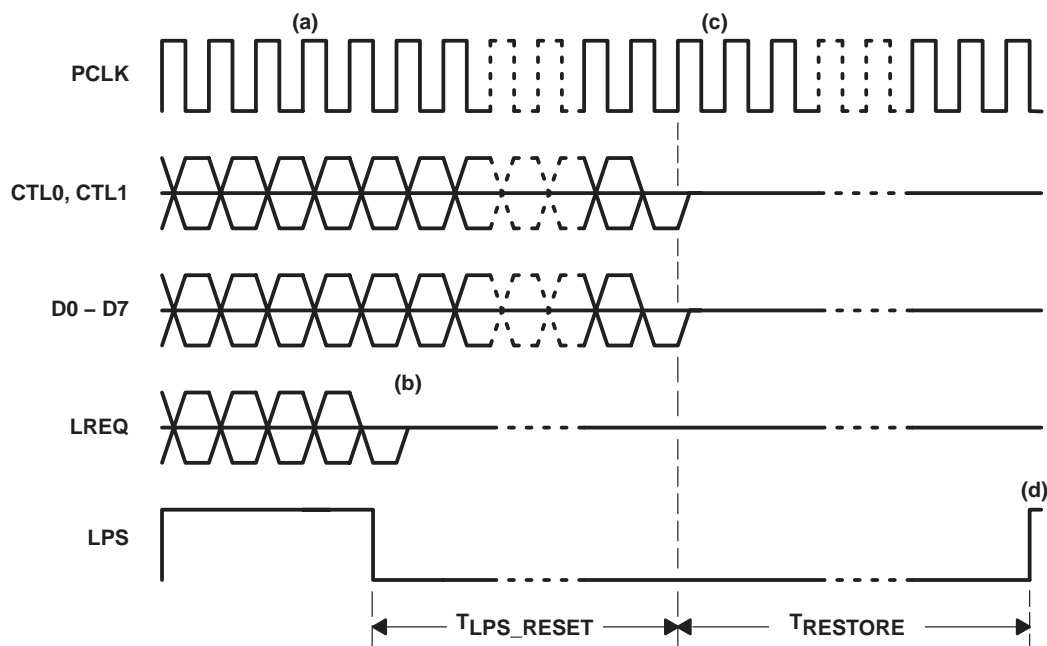 (a)
(c)
PCLK
CTL0, CTL1
D0 – D7
(b)
LREQ
(d)
LPS
TLPS_RESET
TRESTORE